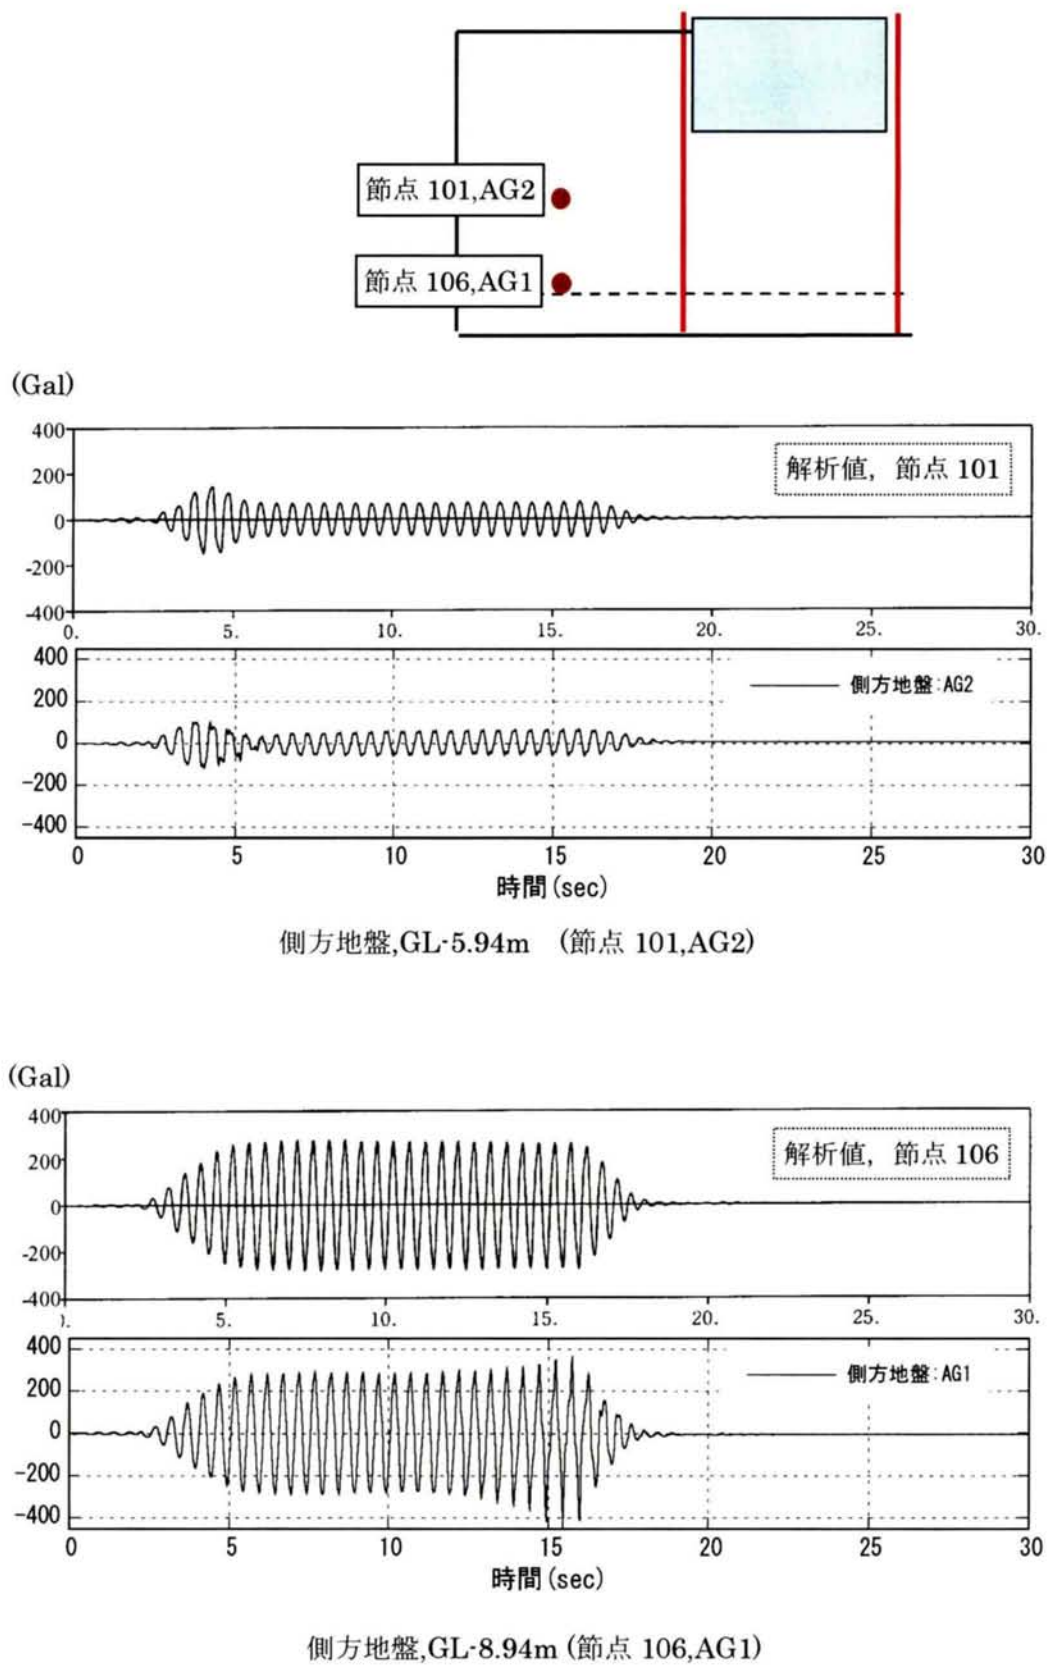 節点 101,AG2
節点 106,AG1
(Gal)
400
200
0
-200
-400
解析値, 節点 101
0. 5. 10. 15. 20. 25. 30.
400
200
0
-200
-400
側方地盤:AG2
0 5 10 15 20 25 30
時間(sec)
側方地盤,GL-5.94m (節点 101,AG2)
(Gal)
400
200
0
-200
-400
解析値, 節点 106
). 5. 10. 15. 20. 25. 30.
400
200
0
-200
-400
側方地盤:AG1
0 5 10 15 20 25 30
時間(sec)
側方地盤,GL-8.94m (節点 106,AG1)